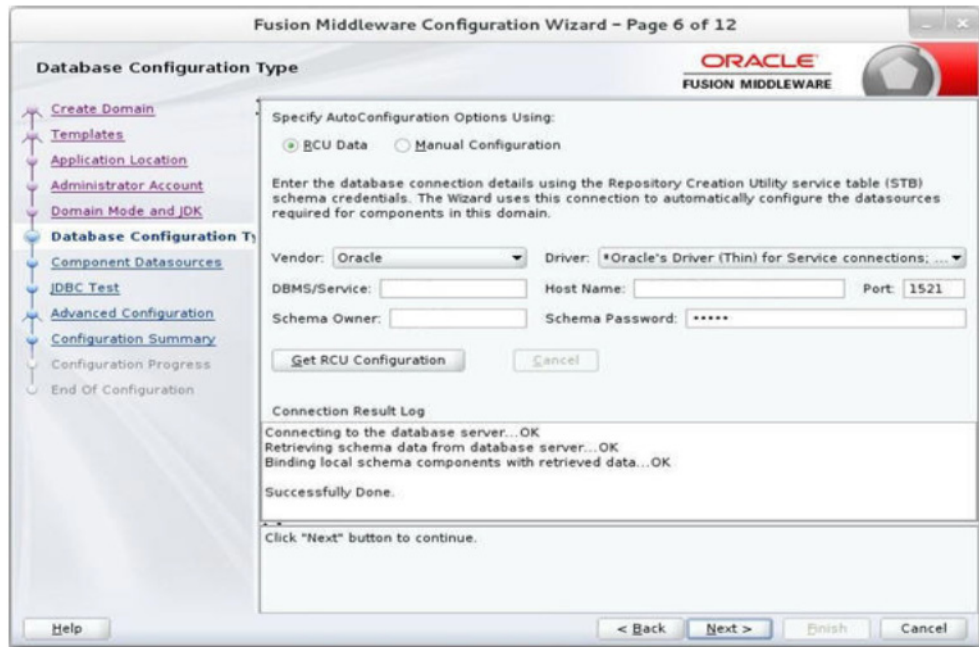 Fusion Middleware Configuration Wizard – Page 6 of 12
Database Configuration Type
ORACLE
FUSION MIDDLEWARE
Create Domain
Templates
Application Location
Administrator Account
Domain Mode and JDK
Database Configuration Ty
Component Datasources
JDBC Test
Advanced Configuration
Configuration Summary
Configuration Progress
End Of Configuration
Specify AutoConfiguration Options Using:
RCU Data Manual Configuration
Enter the database connection details using the Repository Creation Utility service table (STB)
schema credentials. The Wizard uses this connection to automatically configure the datasources
required for components in this domain.
Vendor: Oracle Driver: *Oracle's Driver (Thin) for Service connections; ...
DBMS/Service: Host Name: Port: 1521
Schema Owner: Schema Password: •••••
Get RCU Configuration Cancel
Connection Result Log
Connecting to the database server...OK
Retrieving schema data from database server...OK
Binding local schema components with retrieved data...OK
Successfully Done.
Click "Next" button to continue.
Help < Back Next > Finish Cancel